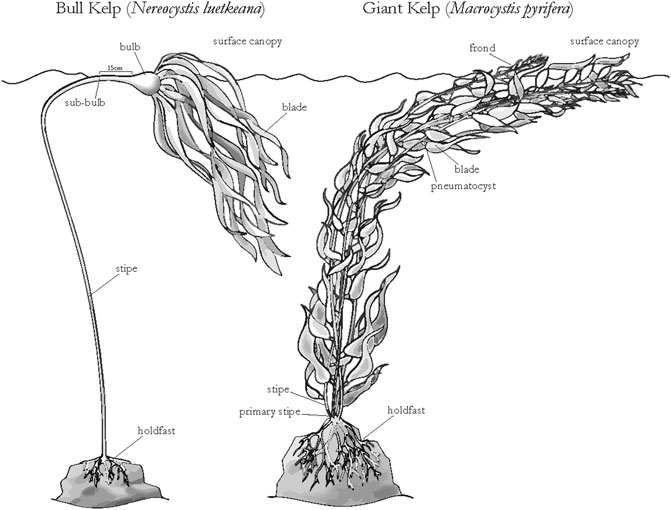 Bull Kelp (Nereocystis luetkeana)
bulb
surface canopy
15cm
sub-bulb
blade
stipe
holdfast
Giant Kelp (Macrocystis pyrifera)
frond
surface canopy
blade
pneumatocyst
stipe
primary stipe
holdfast